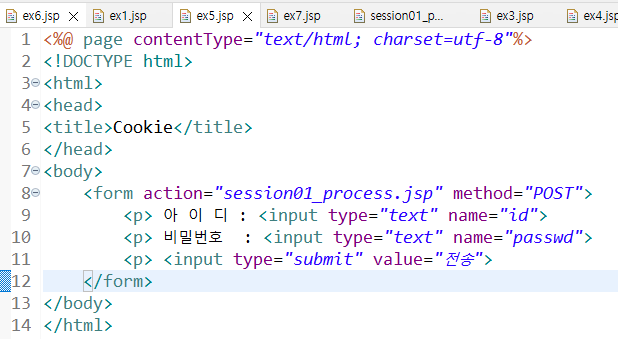 ex6.jsp ex1.jsp ex5.jsp ex7.jsp session01_p... ex3.jsp ex4.jsp
1 <%@ page contentType="text/html; charset=utf-8"%>
2 <!DOCTYPE html>
3 <html>
4 <head>
5 <title>Cookie</title>
6 </head>
7 <body>
8 <form action="session01_process.jsp" method="POST">
9 <p> 아 이 디 : <input type="text" name="id">
10 <p> 비밀번호  : <input type="text" name="passwd">
11 <p> <input type="submit" value="전송">
12 </form>
13 </body>
14 </html>